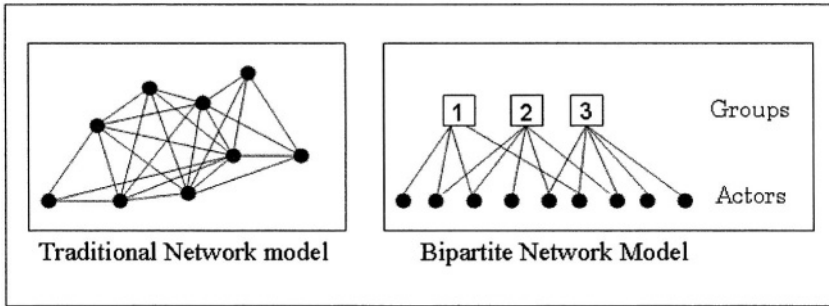 1 2 3 Groups
Actors
Traditional Network model
Bipartite Network Model